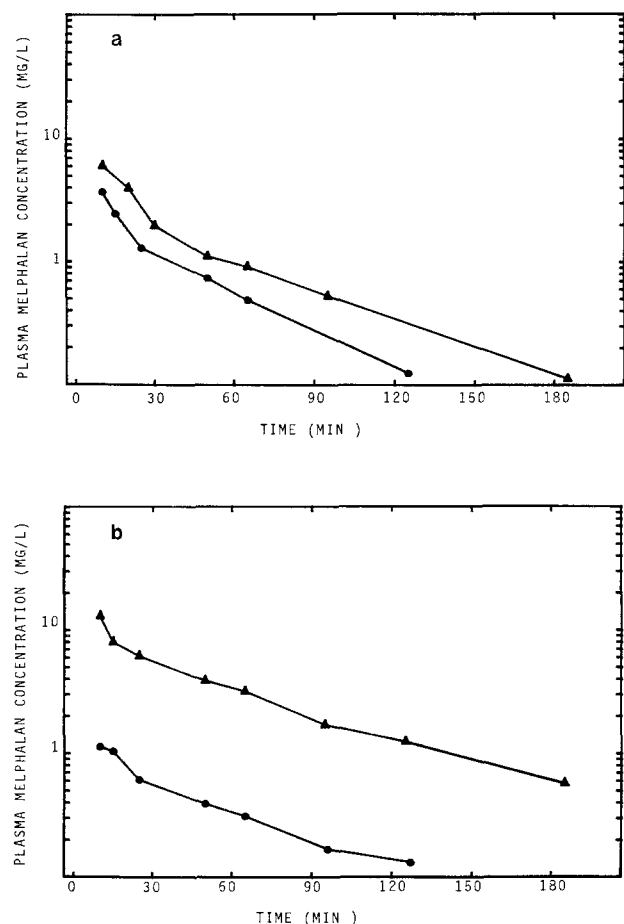 a
PLASMA MELPHALAN CONCENTRATION (MG/L)
10
1
0 30 60 90 120 150 180
TIME (MIN )
b
PLASMA MELPHALAN CONCENTRATION (MG/L)
10
1
0 30 60 90 120 150 180
TIME (MIN )